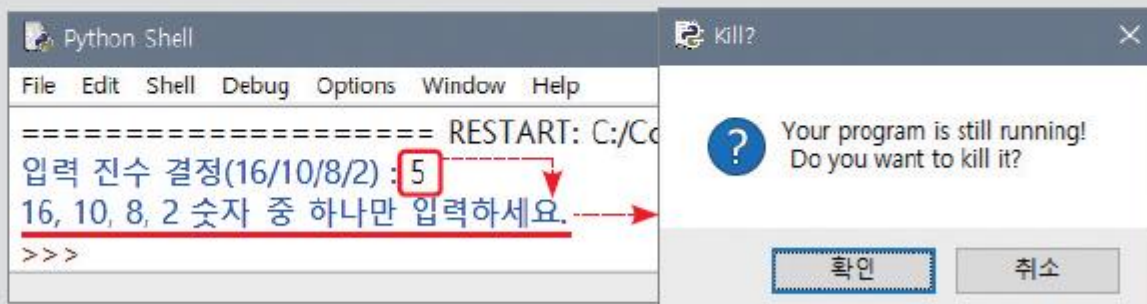 Python Shell
File Edit Shell Debug Options Window Help
==================== RESTART: C:/Co
입력 진수 결정(16/10/8/2) : 5
16, 10, 8, 2 숫자 중 하나만 입력하세요.
>>>
Kill?
Your program is still running!
Do you want to kill it?
확인 취소